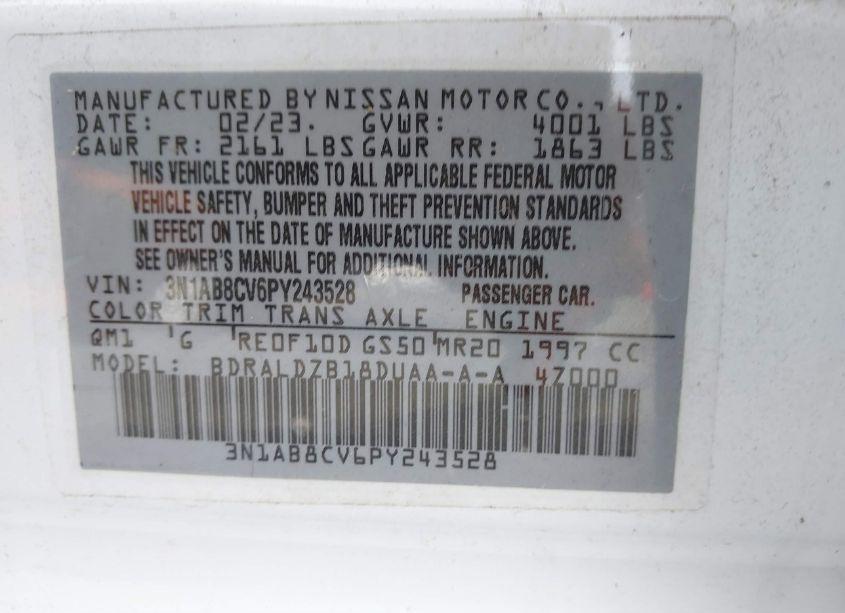 MANUFACTURED BY NISSAN MOTOR CO., LTD.
DATE: 02/23. GVWR: 4001 LBS
GAWR FR: 2161 LBS GAWR RR: 1863 LBS
THIS VEHICLE CONFORMS TO ALL APPLICABLE FEDERAL MOTOR
VEHICLE SAFETY, BUMPER AND THEFT PREVENTION STANDARDS
IN EFFECT ON THE DATE OF MANUFACTURE SHOWN ABOVE.
SEE OWNER'S MANUAL FOR ADDITIONAL INFORMATION.
VIN: 3N1AB8CV6PY243528 PASSENGER CAR.
COLOR TRIM TRANS AXLE ENGINE
QM1 'G 'RE0F10D GS50 'MR20 1997 CC
MODEL: BDRALDZB18DUAA-A-A 47000
3N1AB8CV6PY243528